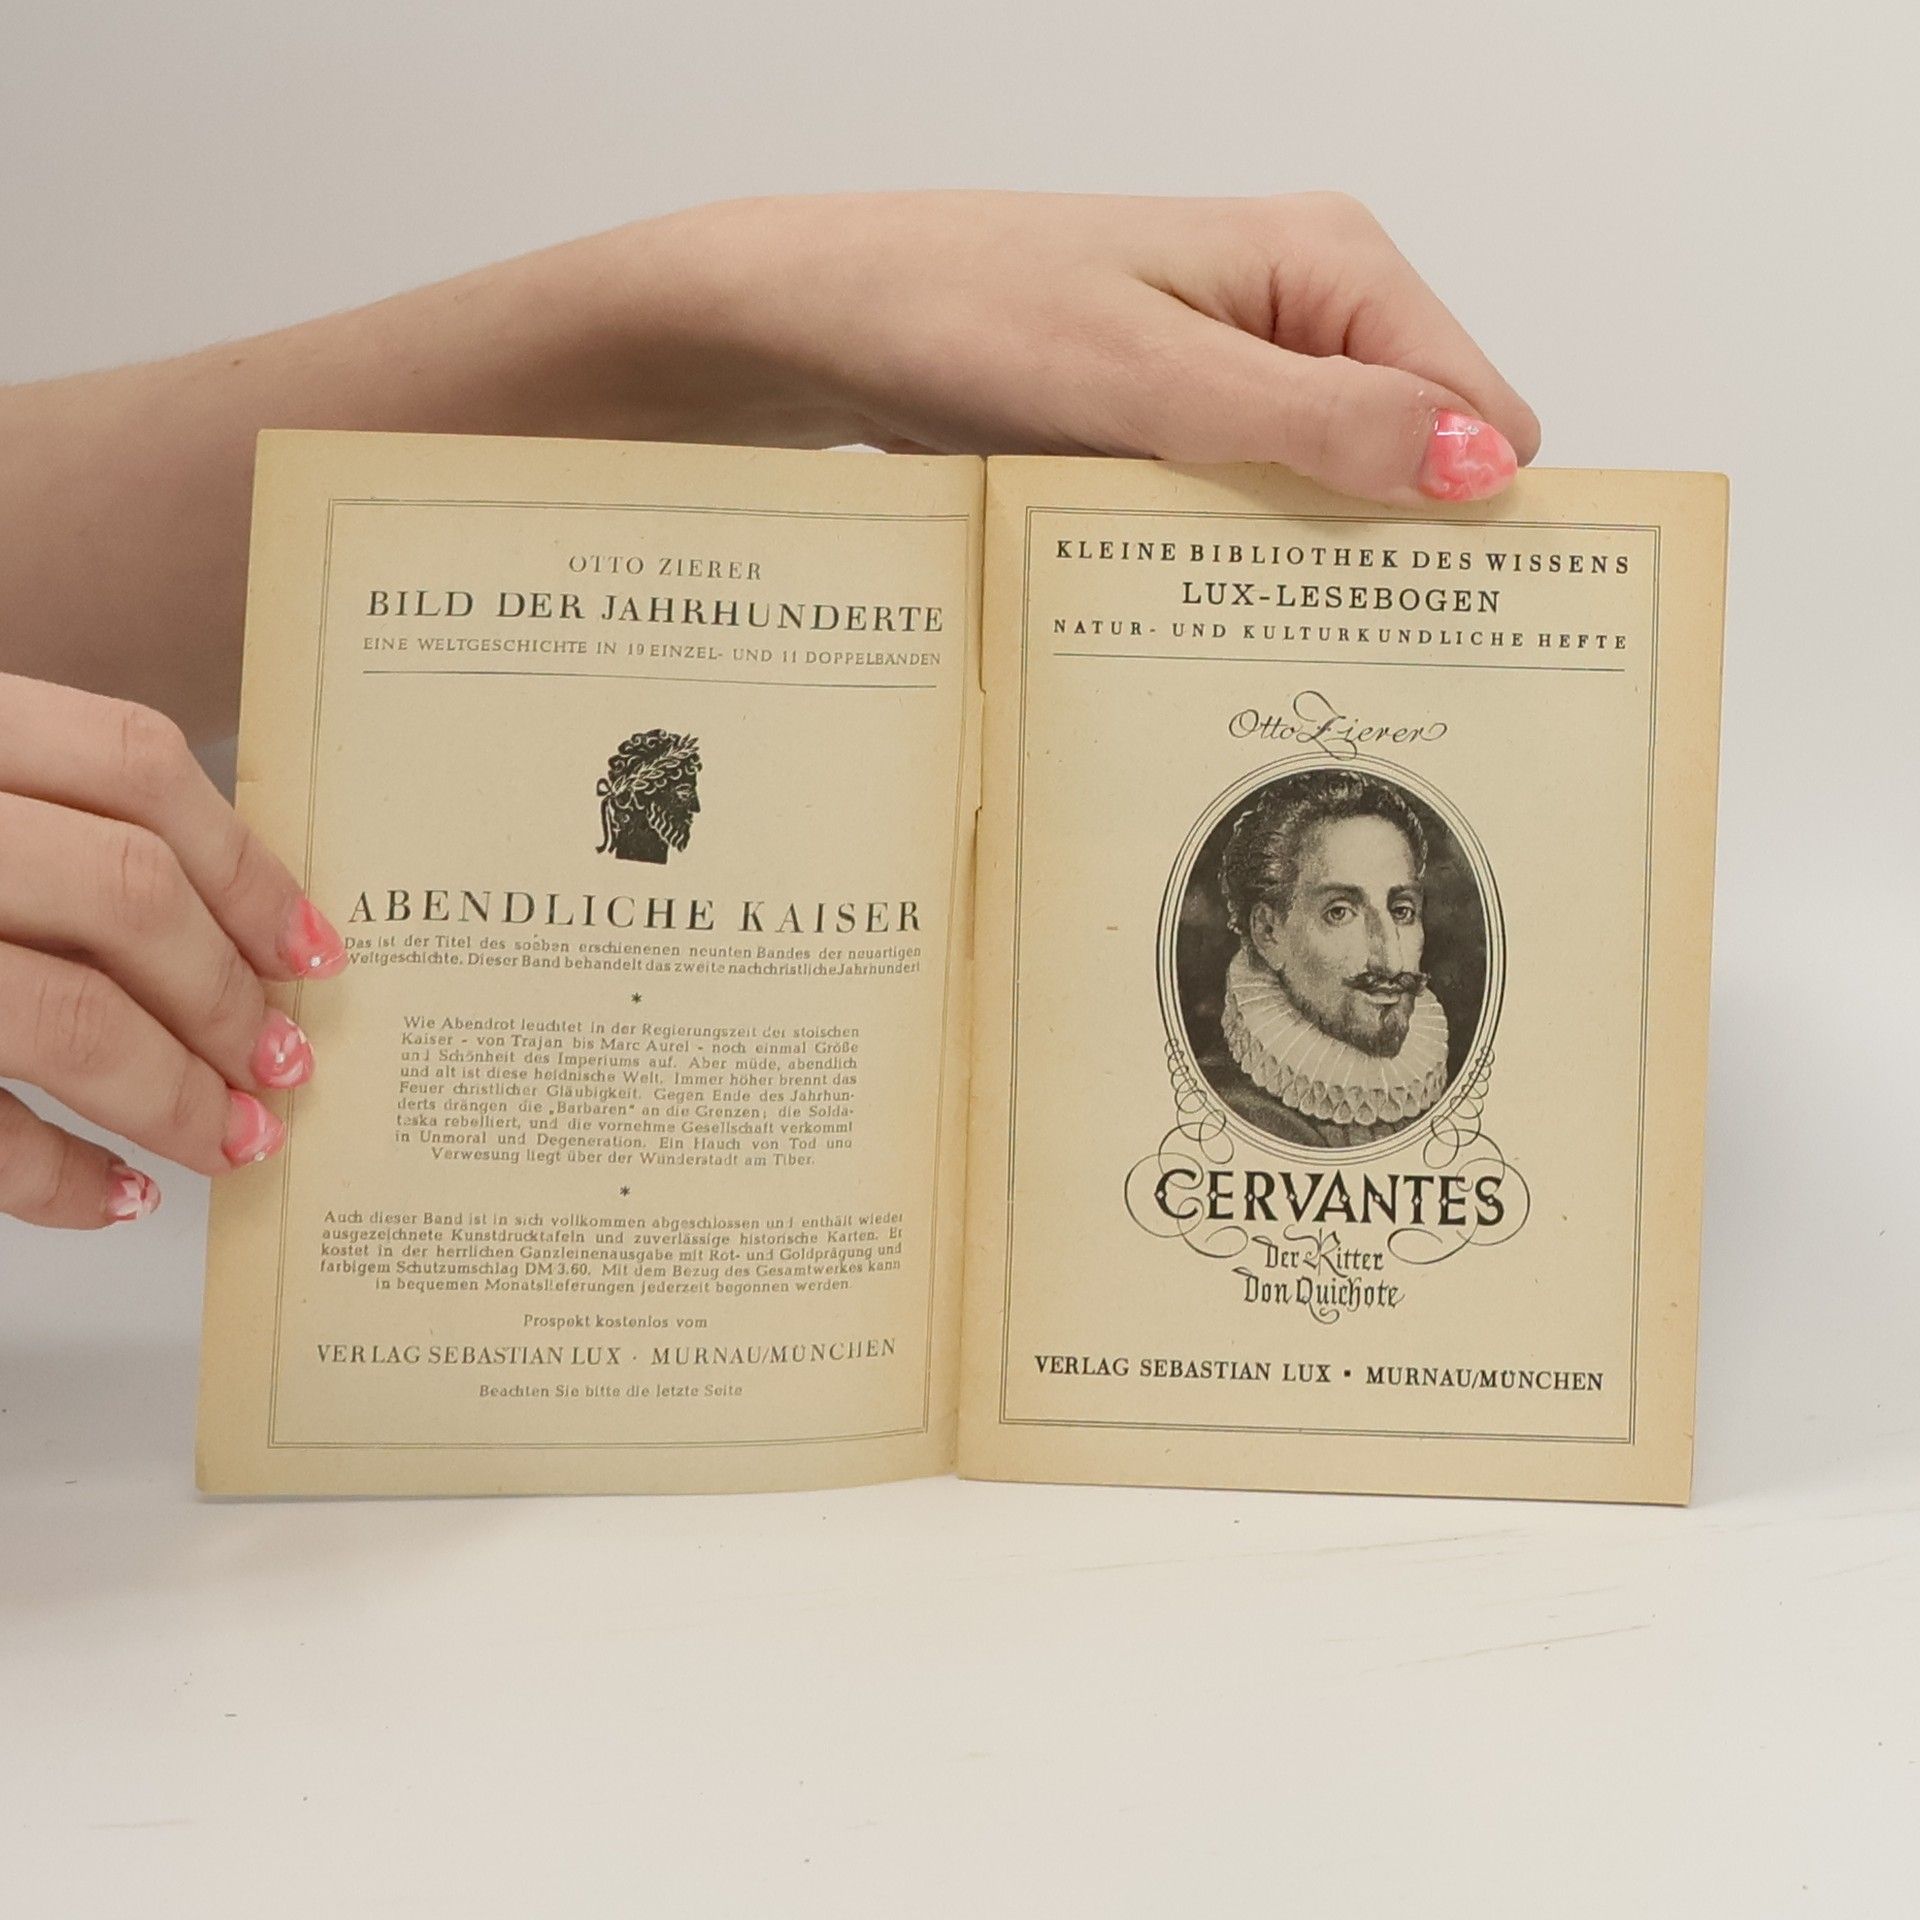 OTTO ZIERER
BILD DER JAHRHUNDERTE
EINE WELTGESCHICHTE IN 19 EINZEL- UND 11 DOPPELBÄNDEN
ABENDLICHE KAISER
Das ist der Titel des soeben erschienenen neunten Bandes der neuartigen
Weltgeschichte. Dieser Band behandelt das zweite nachchristliche Jahrhundert
*
Wie Abendrot leuchtet in der Regierungszeit der stoischen
Kaiser - von Trajan bis Marc Aurel - noch einmal Größe
und Schönheit des Imperiums auf. Aber müde, abendlich
und alt ist diese heidnische Welt. Immer höher brennt das
Feuer christlicher Gläubigkeit. Gegen Ende des Jahrhun-
derts drängen die „Barbaren“ an die Grenzen; die Solda-
teska rebelliert, und die vornehme Gesellschaft verkommt
in Unmoral und Degeneration. Ein Hauch von Tod und
Verwesung liegt über der Wunderstadt am Tiber.
*
Auch dieser Band ist in sich vollkommen abgeschlossen und enthält wieder
ausgezeichnete Kunstdrucktafeln und zuverlässige historische Karten. Er
kostet in der herrlichen Ganzleinenausgabe mit Rot- und Goldprägung und
farbigem Schutzumschlag DM 3.60. Mit dem Bezug des Gesamtwerkes kann
in bequemen Monatslieferungen jederzeit begonnen werden.
Prospekt kostenlos vom
VERLAG SEBASTIAN LUX · MURNAU/MÜNCHEN
Beachten Sie bitte die letzte Seite
KLEINE BIBLIOTHEK DES WISSENS
LUX-LESEBOGEN
NATUR- UND KULTURKUNDLICHE HEFTE
Otto Zierer
CERVANTES
Der Ritter
Don Quichote
VERLAG SEBASTIAN LUX ▪ MURNAU/MÜNCHEN